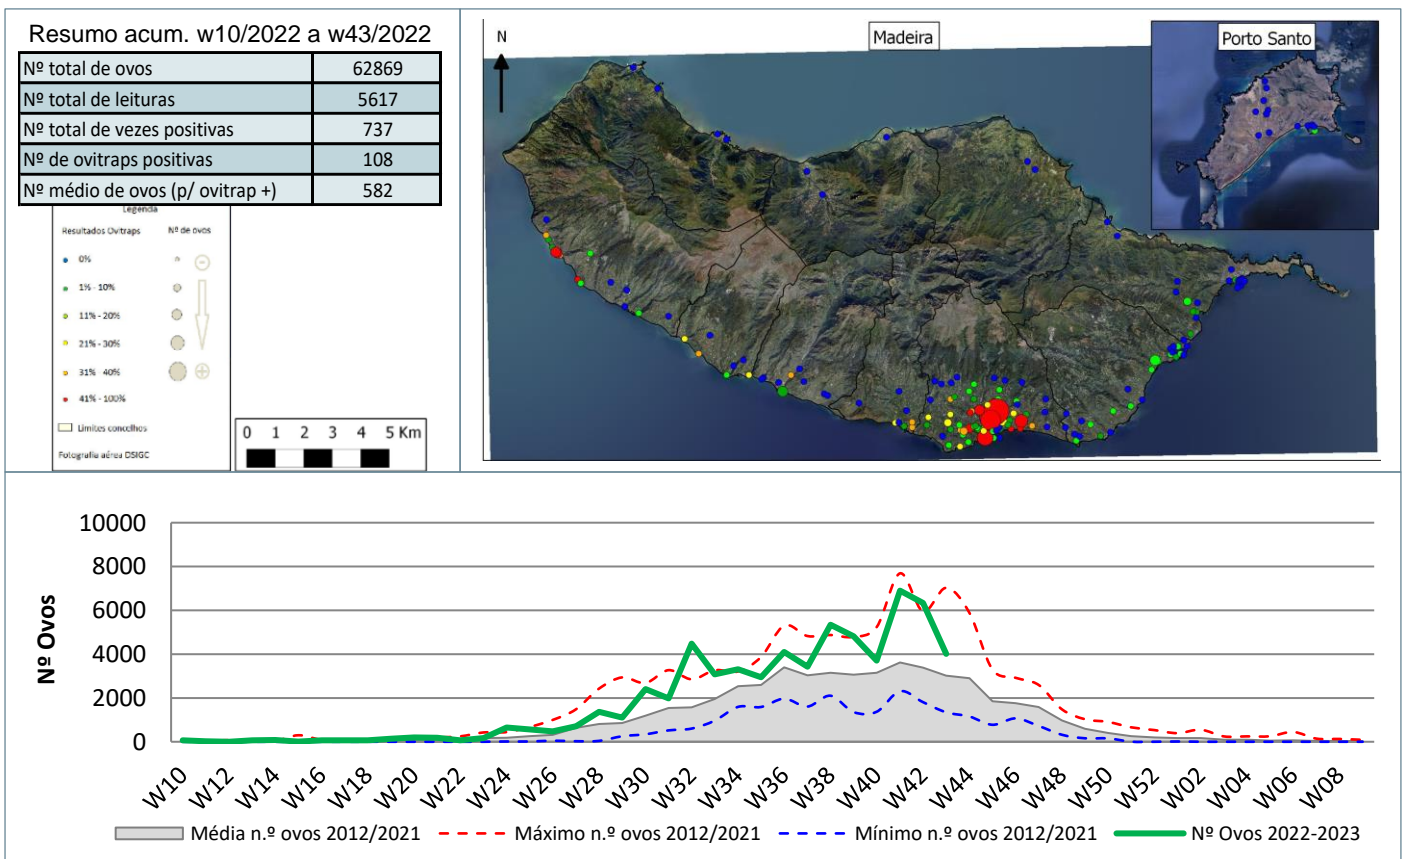 Resumo acum. w10/2022 a w43/2022
Nº total de ovos 62869
Nº total de leituras 5617
Nº total de vezes positivas 737
Nº de ovitraps positivas 108
Nº médio de ovos (p/ ovitrap +) 582
Legenda
Resultados Ovitraps Nº de ovos
0%
1% - 10%
11% - 20%
21% - 30%
31% 40%
41% - 100%
Limites concelhos
Fotografia aérea DSIGC
0 1 2 3 4 5 Km
N
Madeira
Porto Santo
Nº Ovos
10000
8000
6000
4000
2000
0
W10 W12 W14 W16 W18 W20 W22 W24 W26 W28 W30 W32 W34 W36 W38 W40 W42 W44 W46 W48 W50 W52 W02 W04 W06 W08
Média n.º ovos 2012/2021 Máximo n.º ovos 2012/2021 Mínimo n.º ovos 2012/2021 Nº Ovos 2022-2023